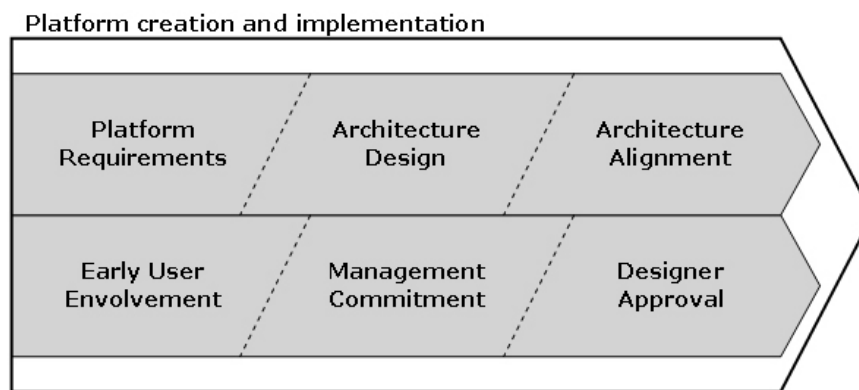 Platform creation and implementation
Platform
Requirements
Architecture
Design
Architecture
Alignment
Early User
Envolvement
Management
Commitment
Designer
Approval